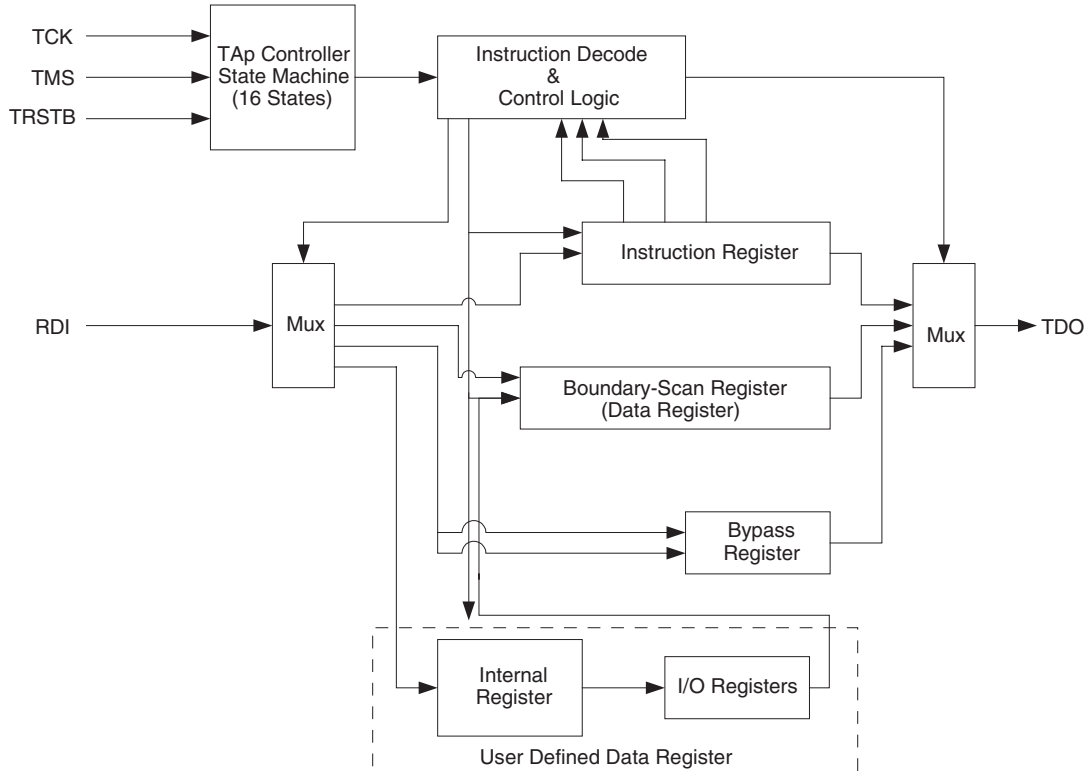 TCK
TMS
TRSTB
TAp Controller
State Machine
(16 States)
Instruction Decode
&
Control Logic
Instruction Register
RDI
Mux
Mux
TDO
Boundary-Scan Register
(Data Register)
Bypass
Register
Internal
Register
I/O Registers
User Defined Data Register